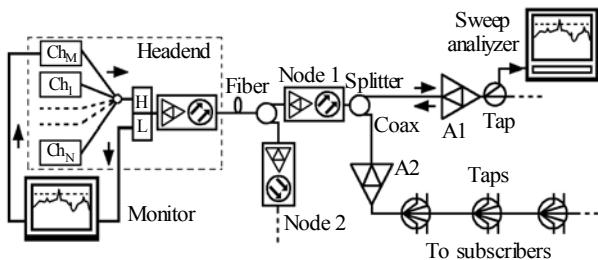 Sweep
analiyzer
Headend
Ch_M
Ch_1
Ch_N
H
L
Fiber
Node 1
Splitter
Coax
A1
Tap
A2
Monitor
Node 2
Taps
To subscribers